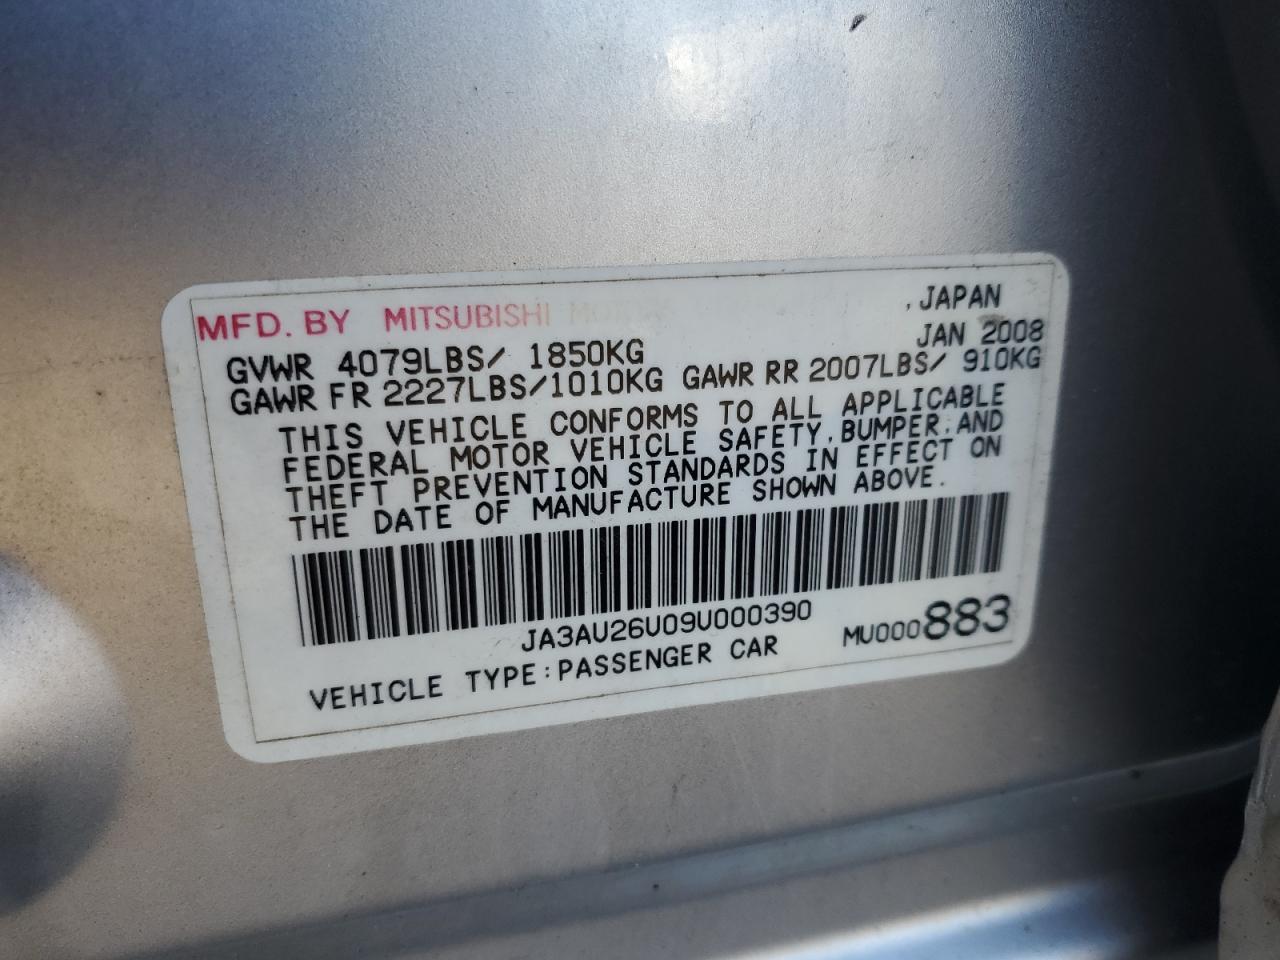 MFD. BY MITSUBISHI MOTORS , JAPAN
JAN 2008
GVWR 4079LBS/ 1850KG
GAWR FR 2227LBS/1010KG GAWR RR 2007LBS/ 910KG
THIS VEHICLE CONFORMS TO ALL APPLICABLE
FEDERAL MOTOR VEHICLE SAFETY, BUMPER, AND
THEFT PREVENTION STANDARDS IN EFFECT ON
THE DATE OF MANUFACTURE SHOWN ABOVE.
JA3AU26U09U000390
MU000883
VEHICLE TYPE:PASSENGER CAR